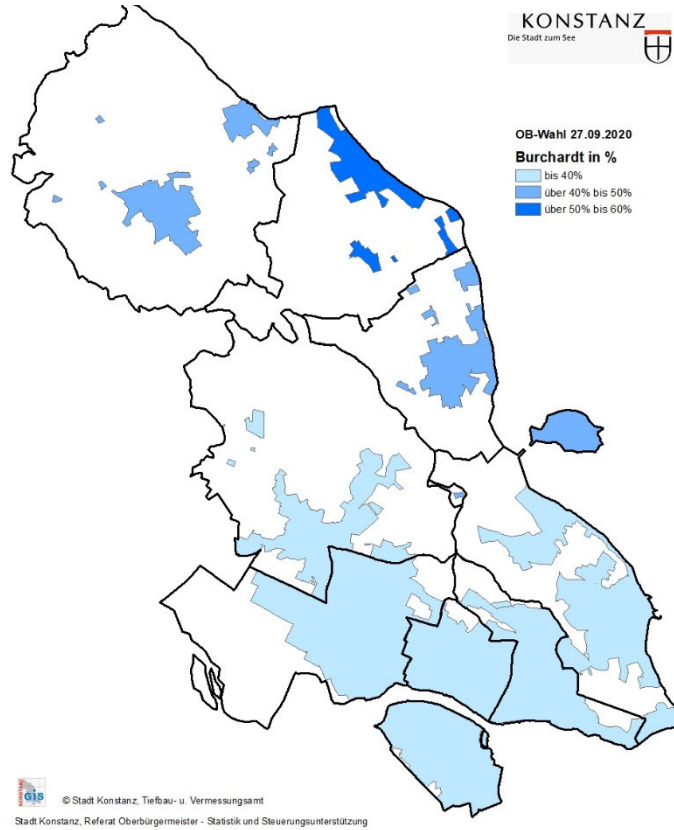 KONSTANZ
Die Stadt zum See
OB-Wahl 27.09.2020
Burchardt in %
bis 40%
über 40% bis 50%
über 50% bis 60%
KONSTANZ
GIS
© Stadt Konstanz, Tiefbau- u. Vermessungsamt
Stadt Konstanz, Referat Oberbürgermeister - Statistik und Steuerungsunterstützung